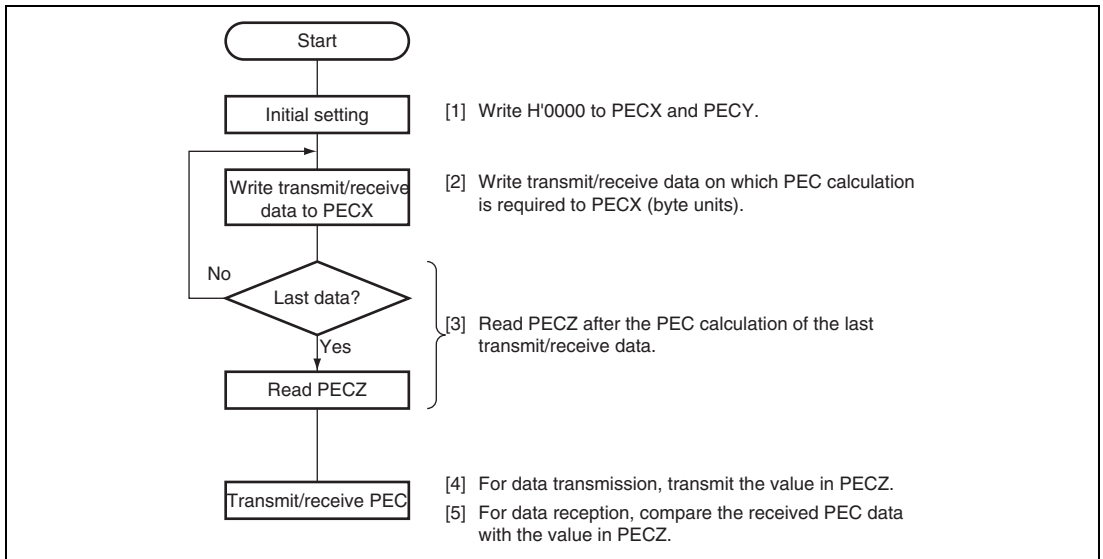 Start
Initial setting
[1] Write H'0000 to PECX and PECY.
Write transmit/receive
data to PECX
[2] Write transmit/receive data on which PEC calculation
is required to PECX (byte units).
No
Last data?
Yes
[3] Read PECZ after the PEC calculation of the last
transmit/receive data.
Read PECZ
Transmit/receive PEC
[4] For data transmission, transmit the value in PECZ.
[5] For data reception, compare the received PEC data
with the value in PECZ.